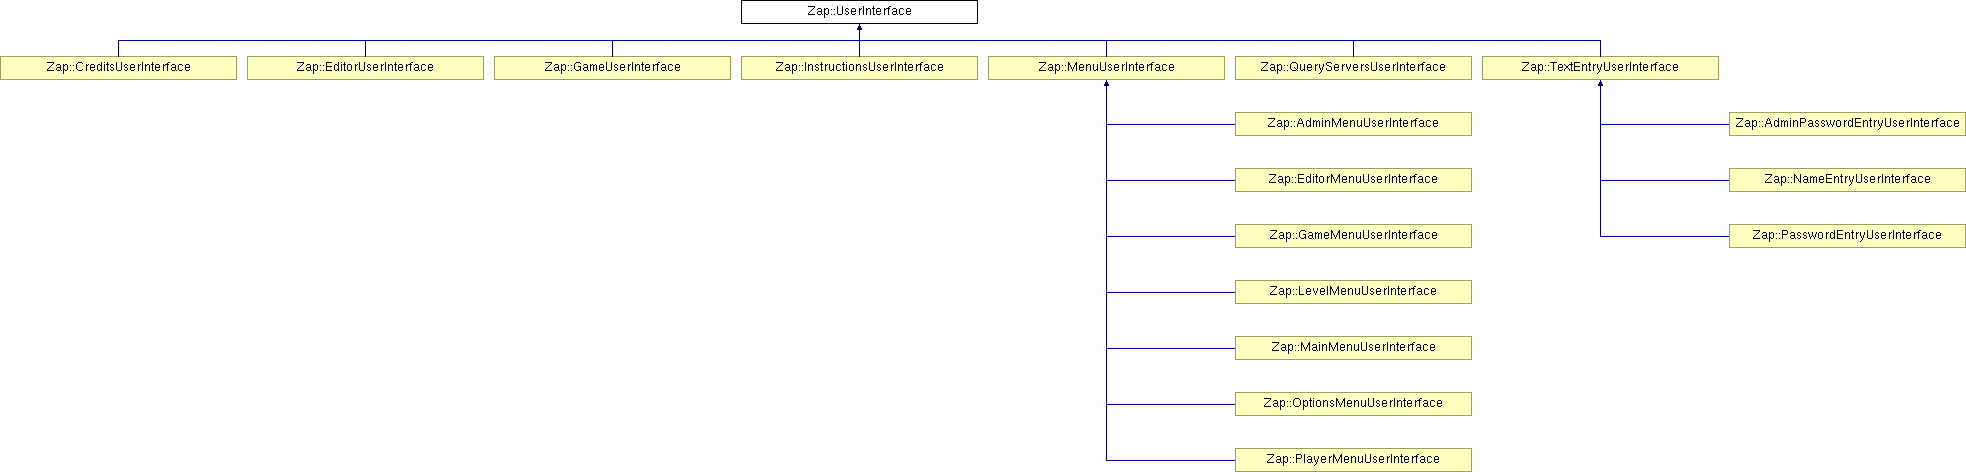 Zap::UserInterface
Zap::CreditsUserInterface
Zap::EditorUserInterface
Zap::GameUserInterface
Zap::InstructionsUserInterface
Zap::MenuUserInterface
Zap::QueryServersUserInterface
Zap::TextEntryUserInterface
Zap::AdminMenuUserInterface
Zap::AdminPasswordEntryUserInterface
Zap::EditorMenuUserInterface
Zap::NameEntryUserInterface
Zap::GameMenuUserInterface
Zap::PasswordEntryUserInterface
Zap::LevelMenuUserInterface
Zap::MainMenuUserInterface
Zap::OptionsMenuUserInterface
Zap::PlayerMenuUserInterface